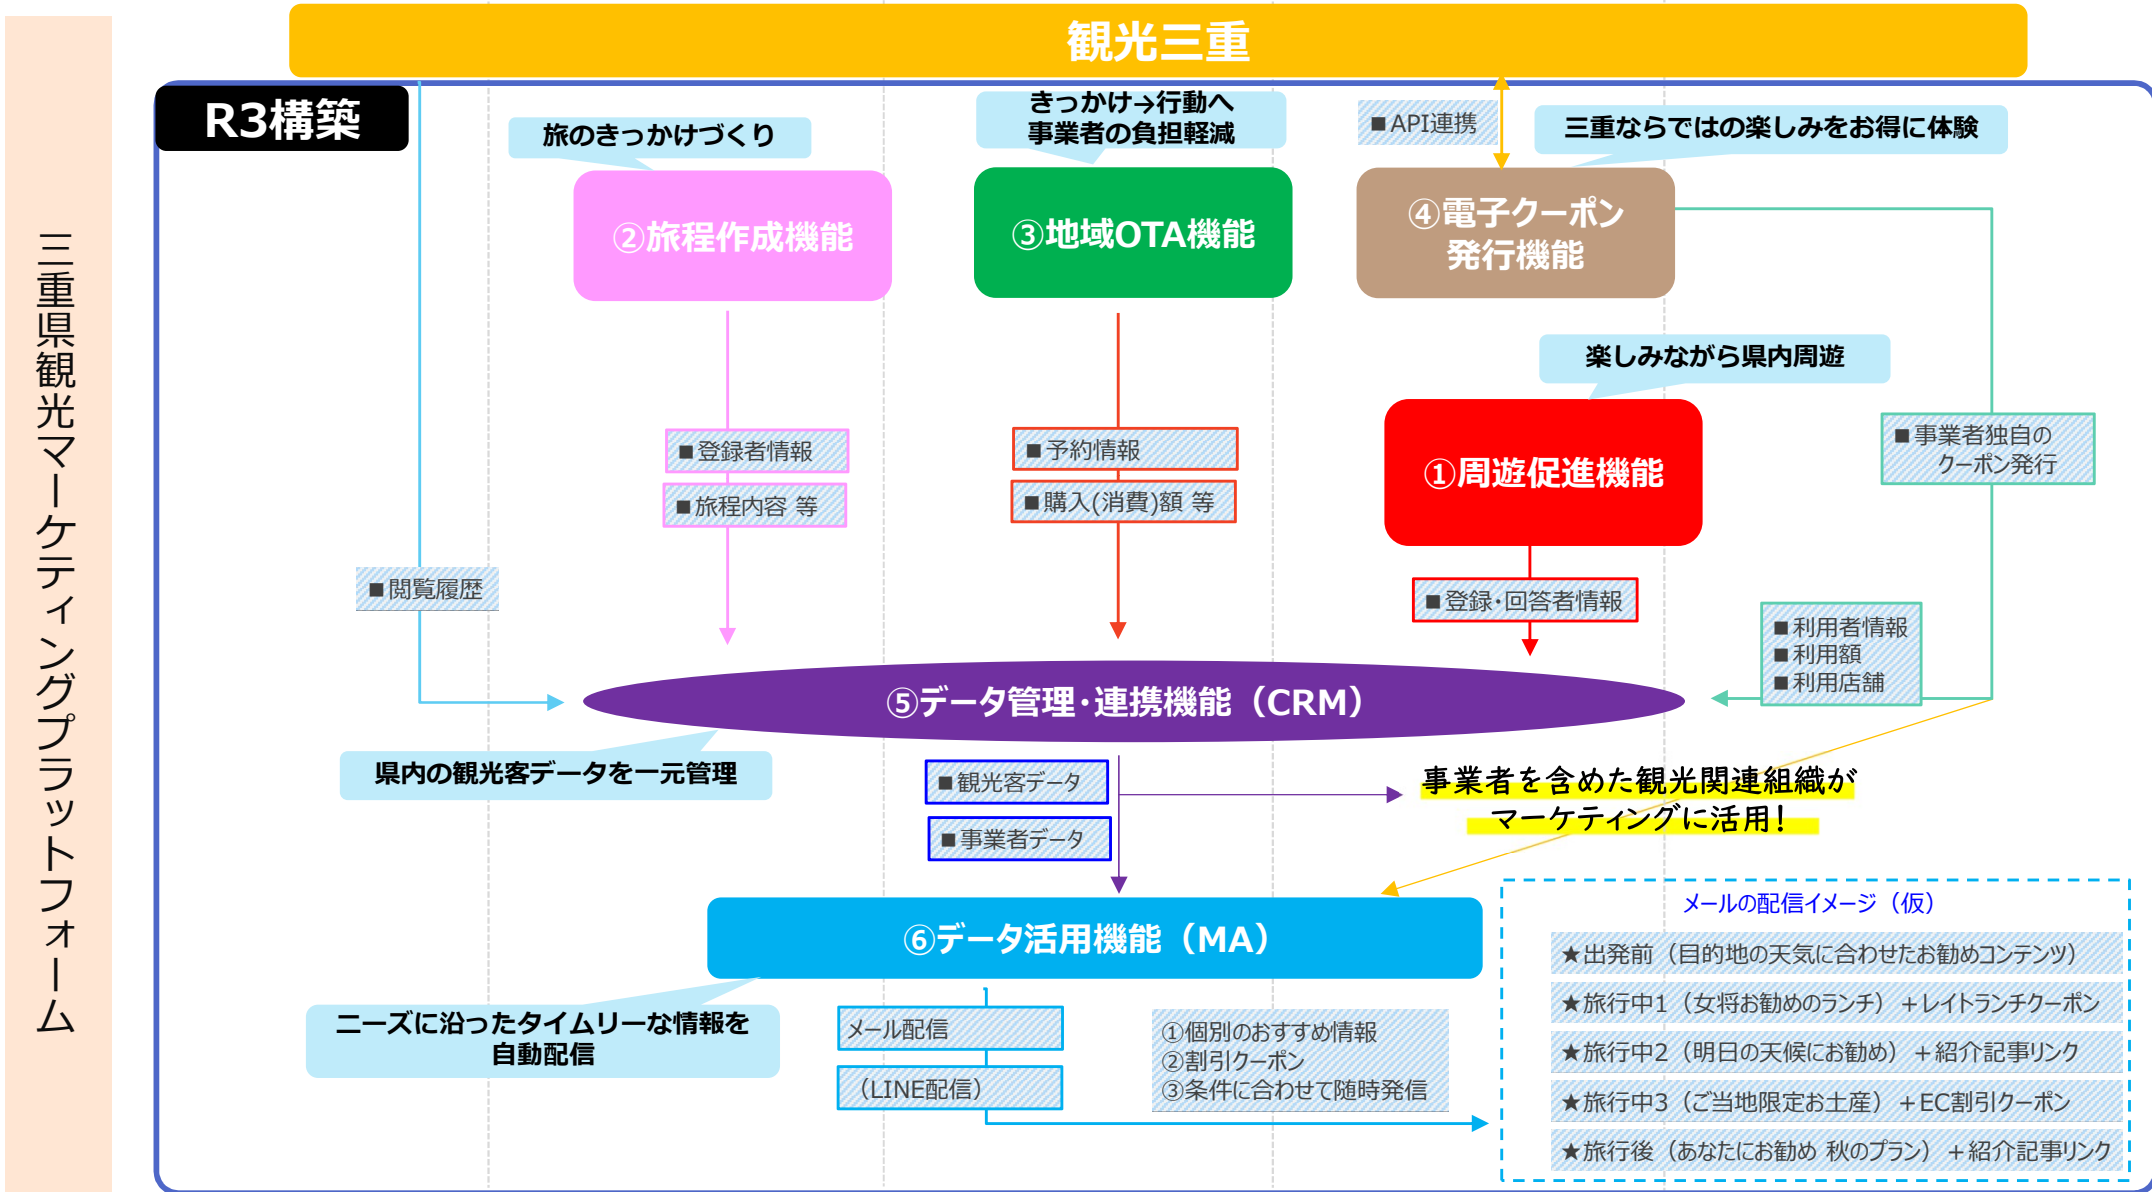 観光三重
三重県観光マーケティングプラットフォーム
R3構築
旅のきっかけづくり
きっかけ→行動へ
事業者の負担軽減
■API連携
三重ならではの楽しみをお得に体験
②旅程作成機能
③地域OTA機能
④電子クーポン
発行機能
楽しみながら県内周遊
①周遊促進機能
■登録者情報
■旅程内容 等
■予約情報
■購入(消費)額 等
■事業者独自の
クーポン発行
■閲覧履歴
■登録・回答者情報
■利用者情報
■利用額
■利用店舗
⑤データ管理・連携機能（CRM）
県内の観光客データを一元管理
■観光客データ
■事業者データ
事業者を含めた観光関連組織が
マーケティングに活用！
⑥データ活用機能（MA）
ニーズに沿ったタイムリーな情報を
自動配信
メール配信
（LINE配信）
①個別のおすすめ情報
②割引クーポン
③条件に合わせて随時発信
メールの配信イメージ（仮）
★出発前（目的地の天気に合わせたお勧めコンテンツ）
★旅行中1（女将お勧めのランチ）+レイトランチクーポン
★旅行中2（明日の天候にお勧め）+紹介記事リンク
★旅行中3（ご当地限定お土産）+EC割引クーポン
★旅行後（あなたにお勧め 秋のプラン）+紹介記事リンク